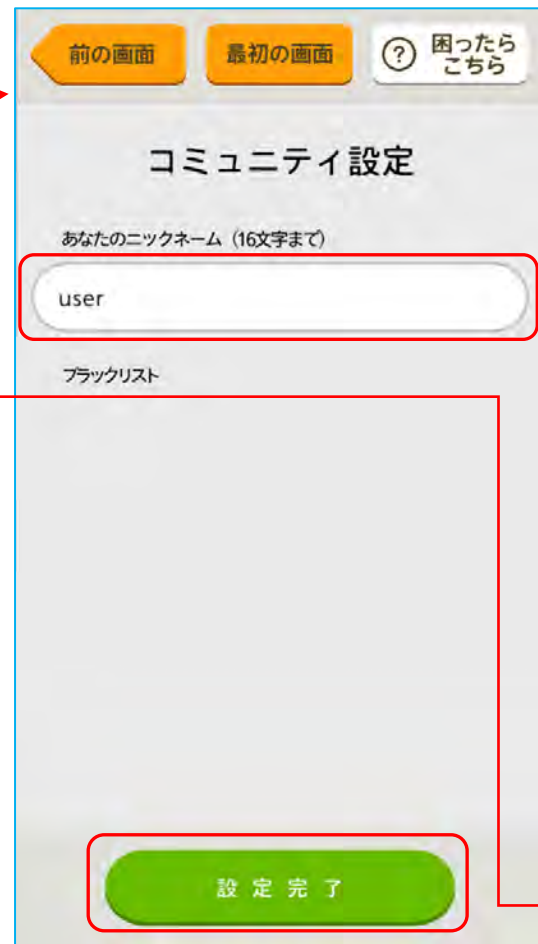 前の画面
最初の画面
?
困ったら
こちら
コミュニティ設定
あなたのニックネーム（16文字まで）
user
ブラックリスト
設定完了